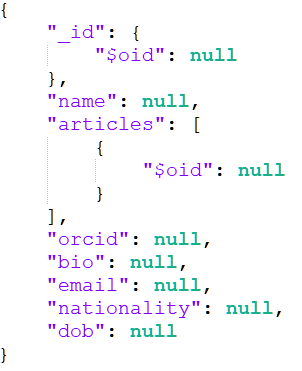 {
    "_id": {
        "$oid": null
    },
    "name": null,
    "articles": [
        {
            "$oid": null
        }
    ],
    "orcid": null,
    "bio": null,
    "email": null,
    "nationality": null,
    "dob": null
}